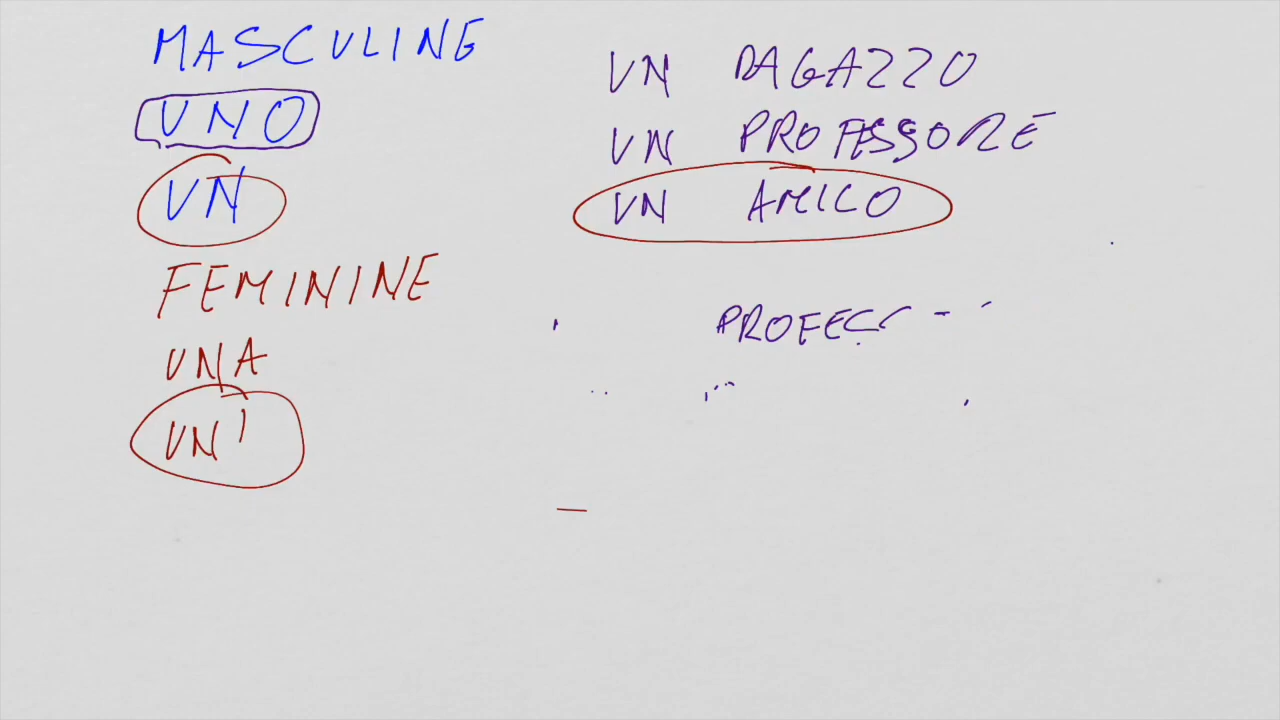 MASCULINE
UNO
UN
FEMININE
UNA
UN'
UN RAGAZZO
UN PROFESSORE
UN AMICO